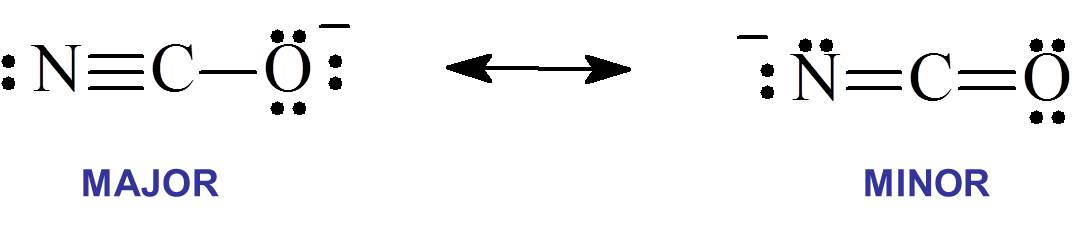 N≡C—O⁻ ↔ ⁻N=C=O
MAJOR MINOR